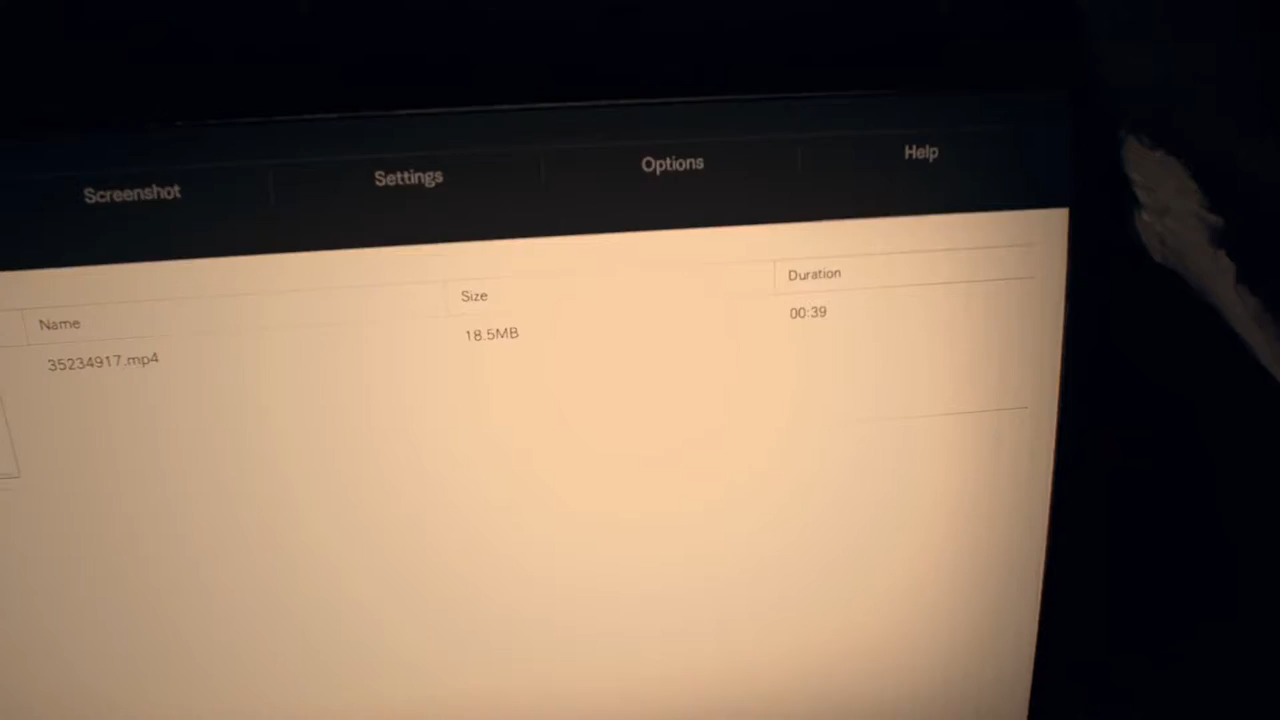 Screenshot Settings Options Help
Name Size Duration
35234917.mp4 18.5MB 00:39